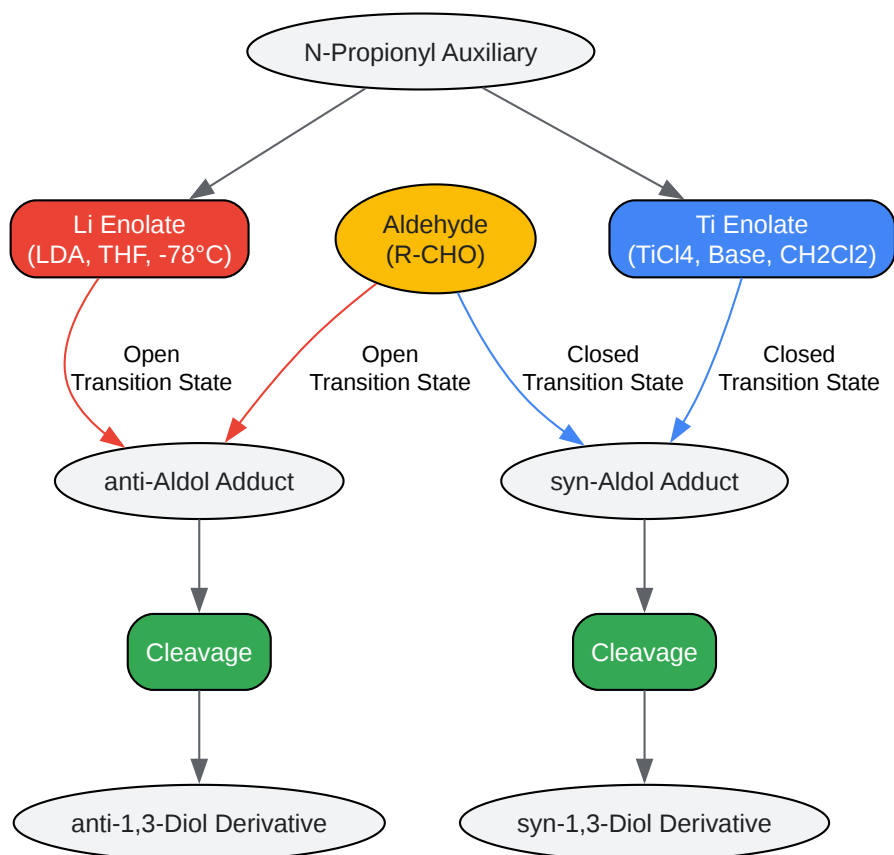 N-Propionyl Auxiliary
Li Enolate
(LDA, THF, -78°C)
Aldehyde
(R-CHO)
Ti Enolate
(TiCl4, Base, CH2Cl2)
Open
Transition State
Open
Transition State
Closed
Transition State
Closed
Transition State
anti-Aldol Adduct
syn-Aldol Adduct
Cleavage
Cleavage
anti-1,3-Diol Derivative
syn-1,3-Diol Derivative